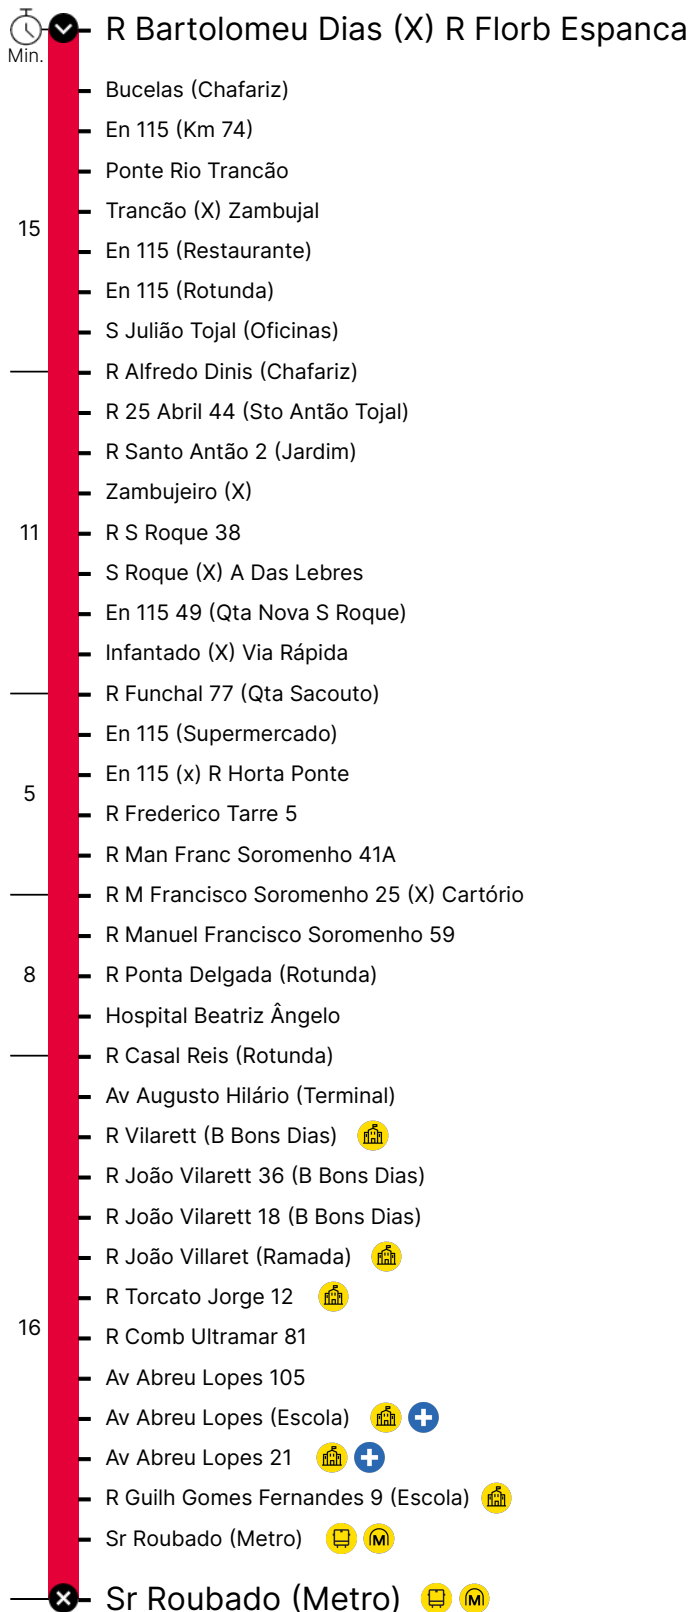 R Bartolomeu Dias (X) R Florb Espanca
Min.
Bucelas (Chafariz)
En 115 (Km 74)
Ponte Rio Trancão
Trancão (X) Zambujal
15
En 115 (Restaurante)
En 115 (Rotunda)
S Julião Tojal (Oficinas)
R Alfredo Dinis (Chafariz)
R 25 Abril 44 (Sto Antão Tojal)
R Santo Antão 2 (Jardim)
Zambujeiro (X)
11
R S Roque 38
S Roque (X) A Das Lebres
En 115 49 (Qta Nova S Roque)
Infantado (X) Via Rápida
R Funchal 77 (Qta Sacouto)
En 115 (Supermercado)
En 115 (x) R Horta Ponte
5
R Frederico Tarre 5
R Man Franc Soromenho 41A
R M Francisco Soromenho 25 (X) Cartório
R Manuel Francisco Soromenho 59
8
R Ponta Delgada (Rotunda)
Hospital Beatriz Ângelo
R Casal Reis (Rotunda)
Av Augusto Hilário (Terminal)
R Vilarett (B Bons Dias)
R João Vilarett 36 (B Bons Dias)
R João Vilarett 18 (B Bons Dias)
R João Villaret (Ramada)
R Torcato Jorge 12
16
R Comb Ultramar 81
Av Abreu Lopes 105
Av Abreu Lopes (Escola)
Av Abreu Lopes 21
R Guilh Gomes Fernandes 9 (Escola)
Sr Roubado (Metro) M
Sr Roubado (Metro) M